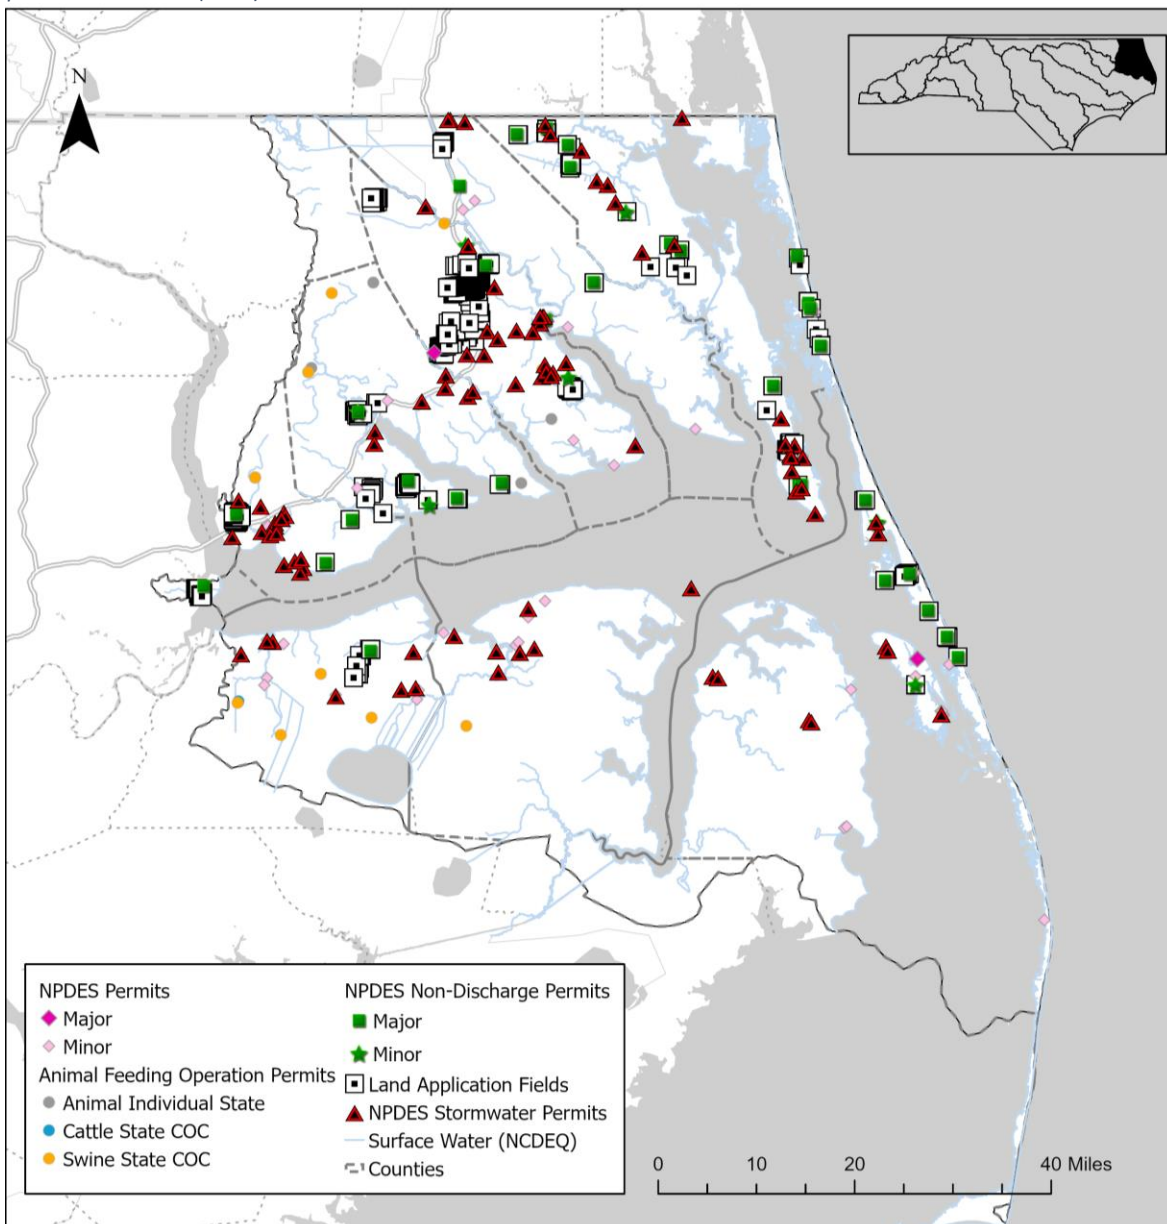 N
NPDES Permits
Major
Minor
Animal Feeding Operation Permits
Animal Individual State
Cattle State COC
Swine State COC
NPDES Non-Discharge Permits
Major
Minor
Land Application Fields
NPDES Stormwater Permits
Surface Water (NCDEQ)
Counties
0 10 20 40 Miles